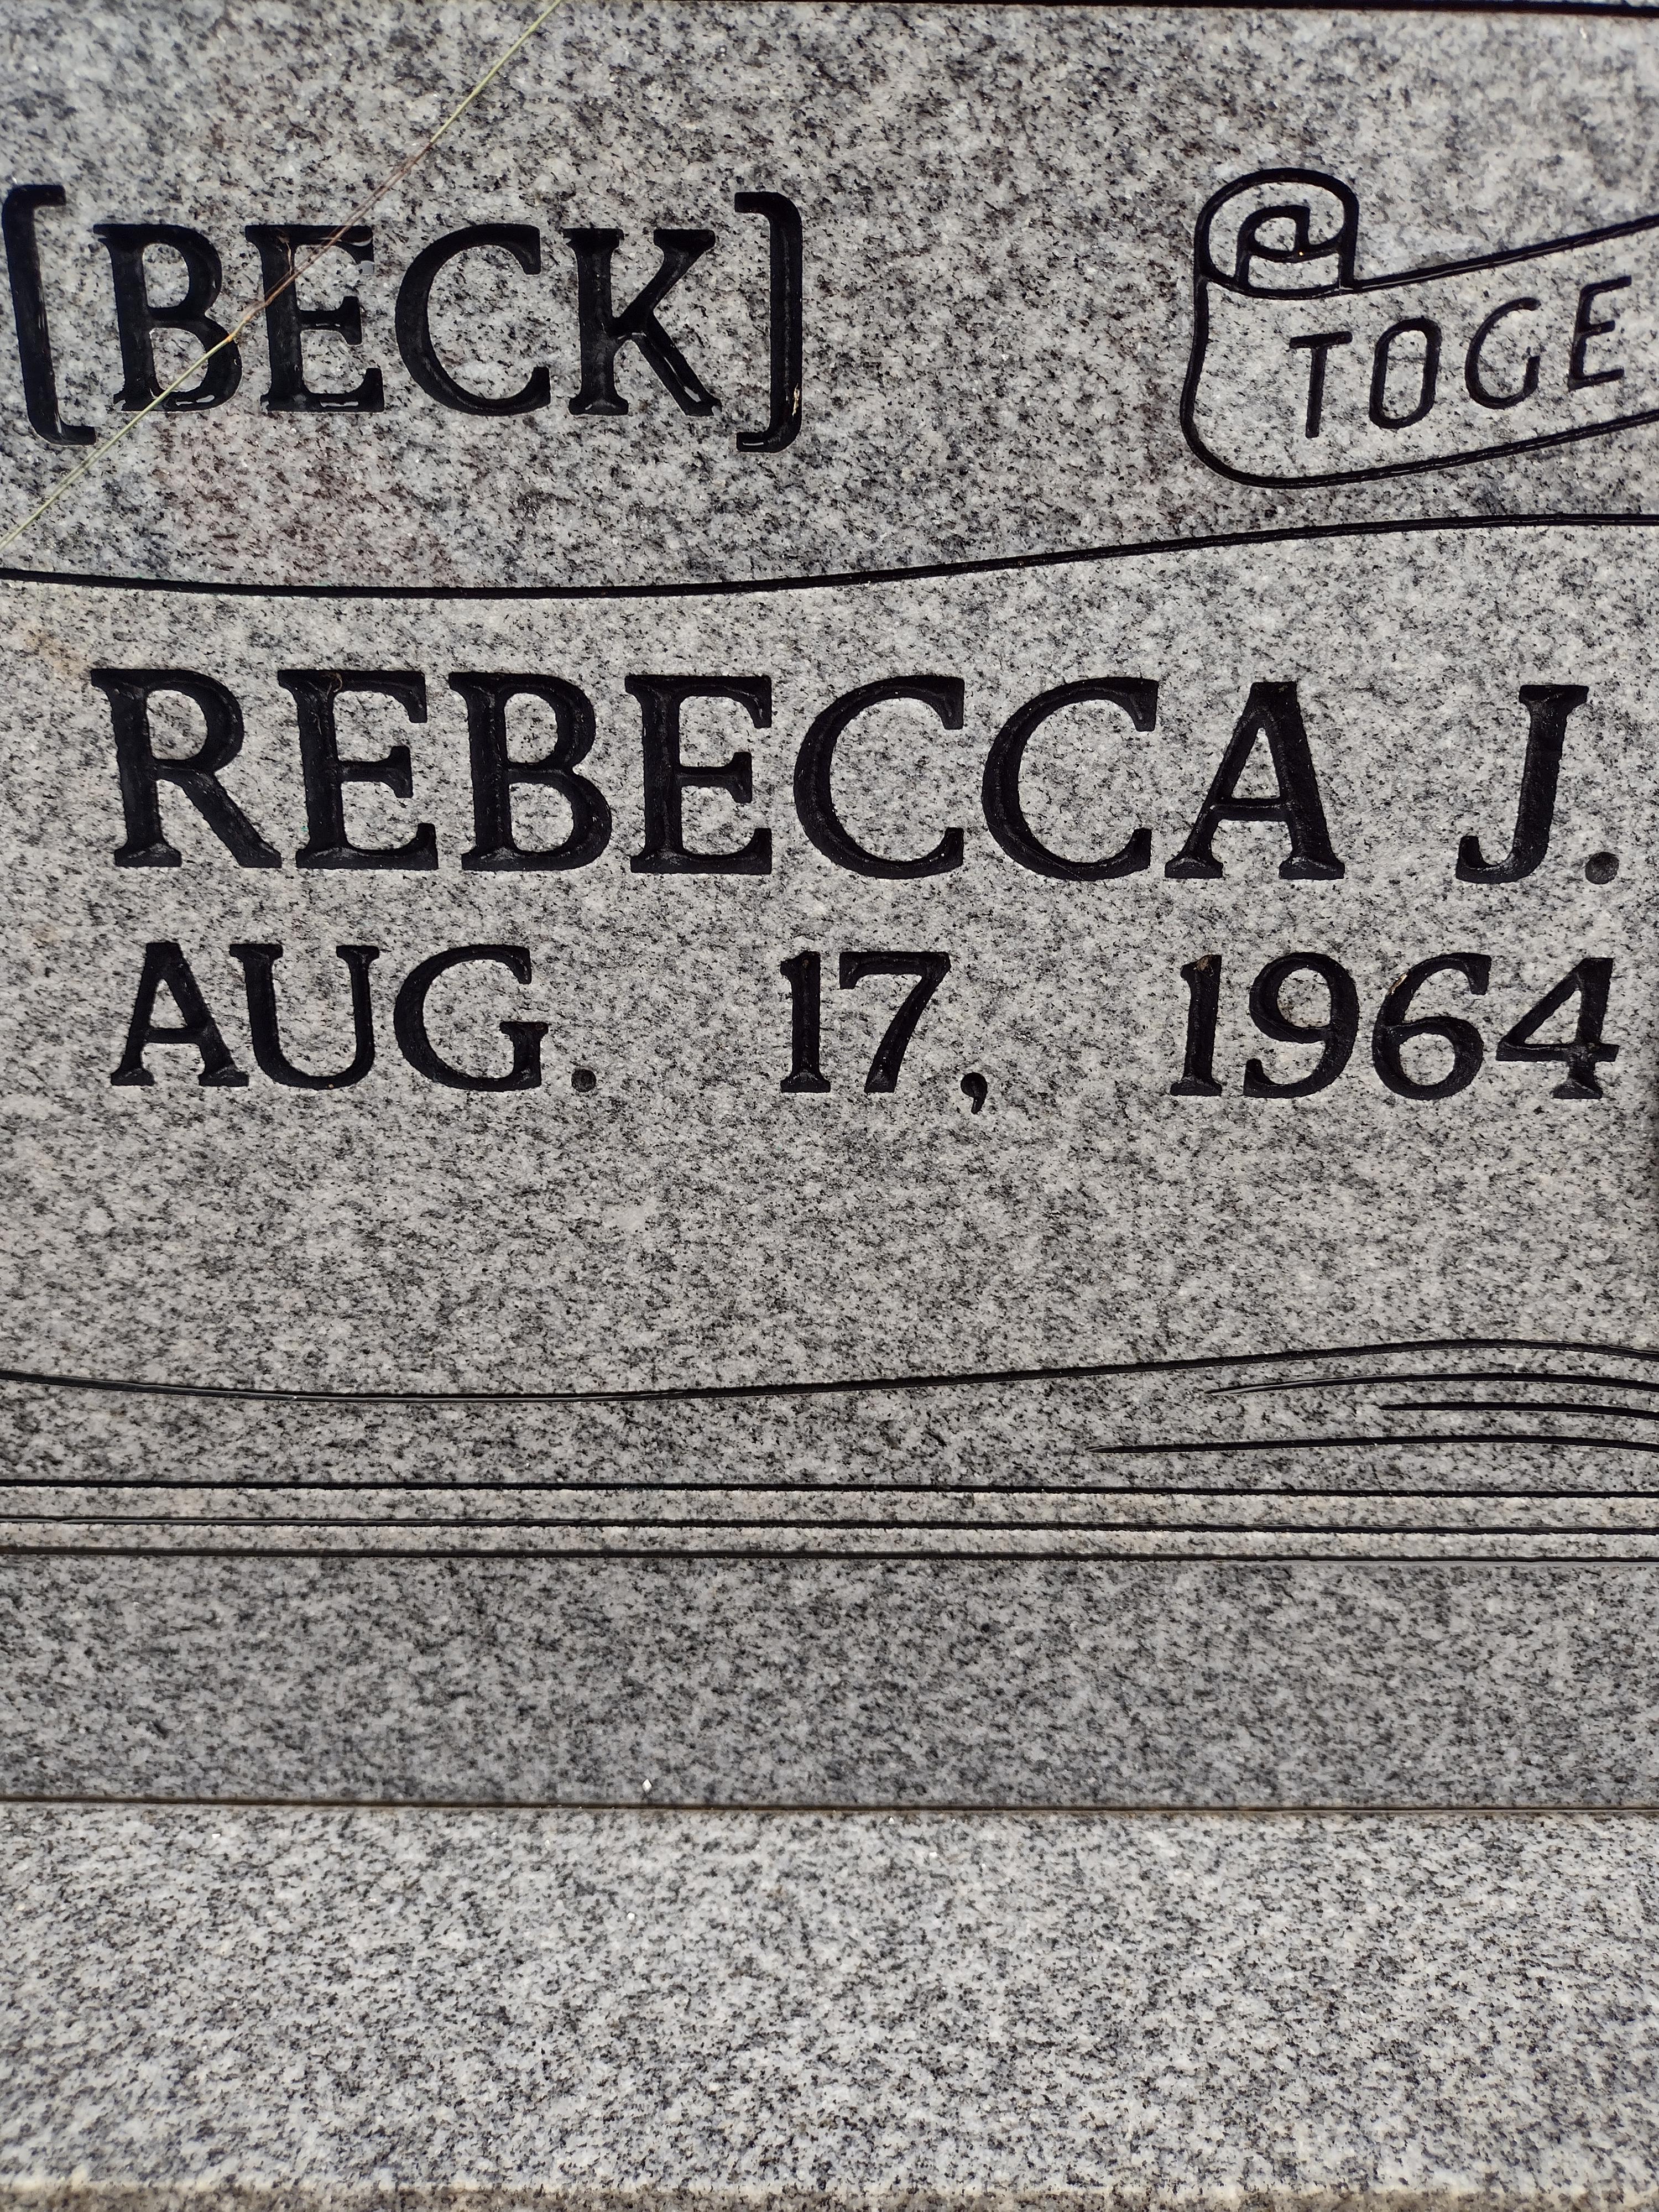 [BECK]
TOGE
REBECCA J.
AUG. 17, 1964